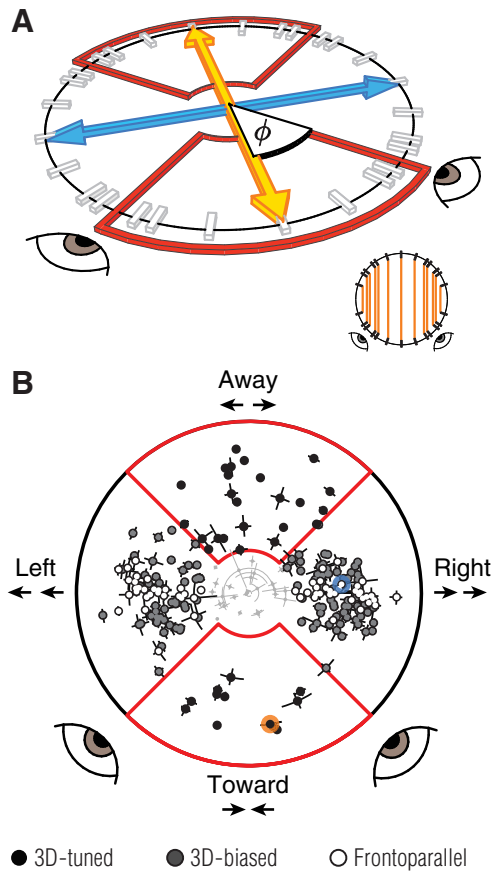 A
ϕ
B
Away
Left
Right
Toward
3D-tuned
3D-biased
Frontoparallel